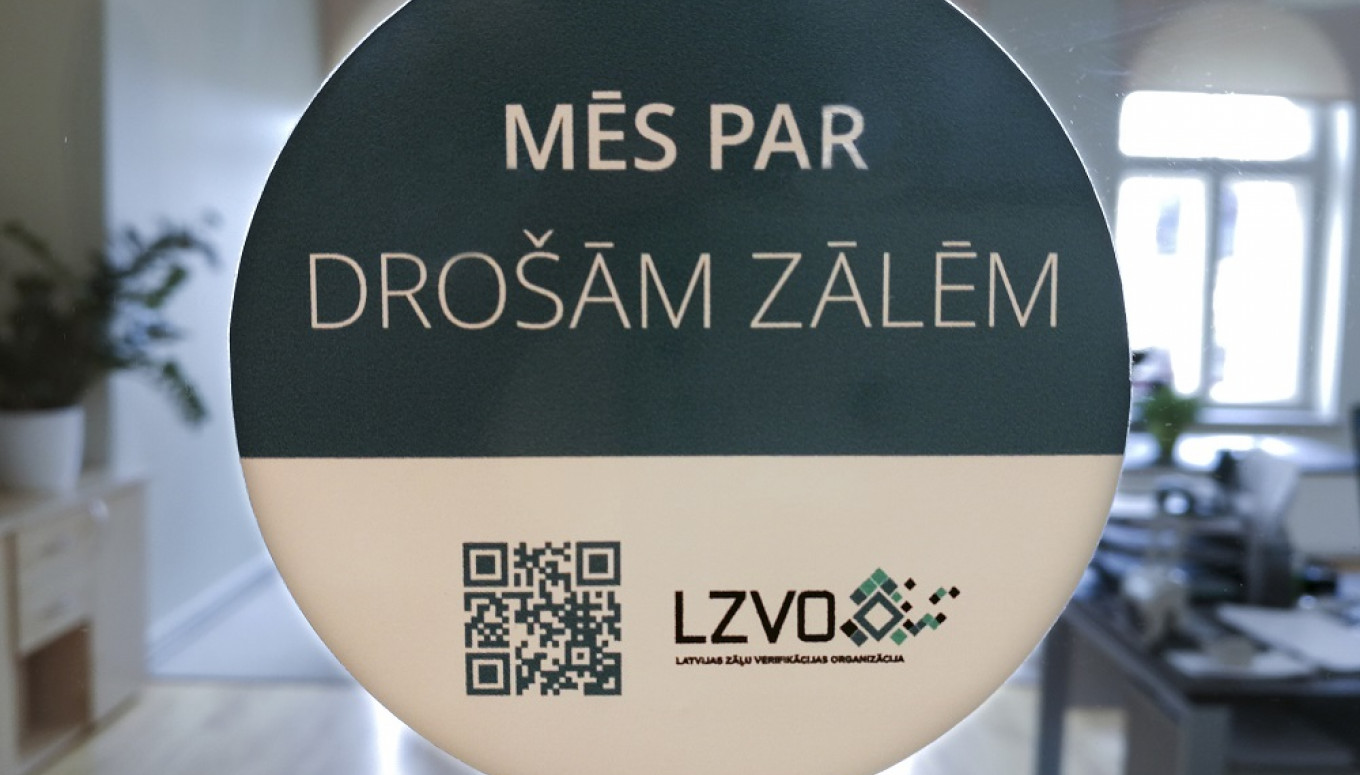 MĒS PAR
DROŠĀM ZĀLĒM
LZVO
LATVIJAS ZĀĻU VERIFIKĀCIJAS ORGANIZĀCIJA